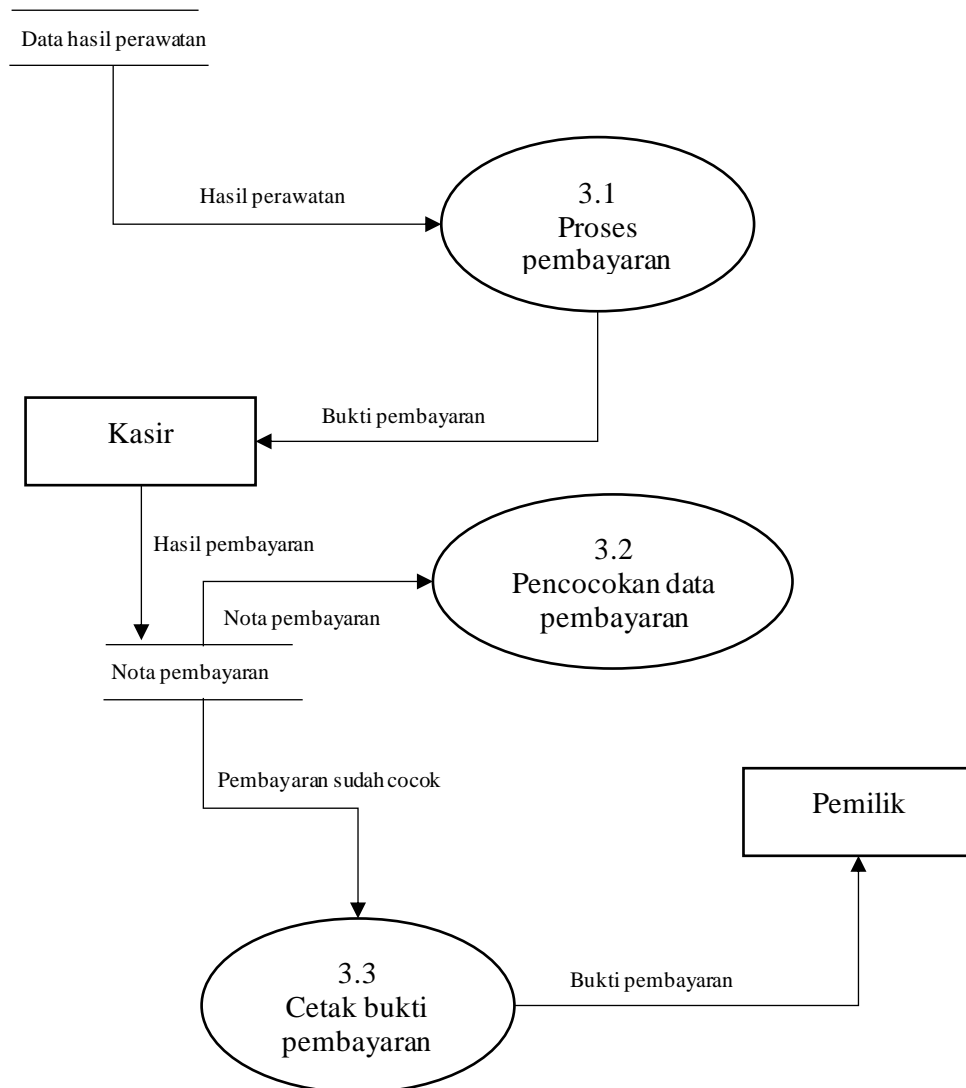 Data hasil perawatan
Hasil perawatan
3.1
Proses
pembayaran
Bukti pembayaran
Kasir
Hasil pembayaran
3.2
Pencocokan data
pembayaran
Nota pembayaran
Nota pembayaran
Pembayaran sudah cocok
Pemilik
3.3
Cetak bukti
pembayaran
Bukti pembayaran